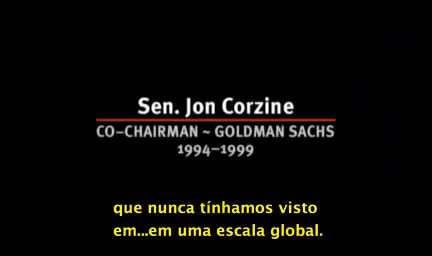 Sen. Jon Corzine
CO–CHAIRMAN ~ GOLDMAN SACHS
1994–1999
que nunca tínhamos visto
em...em uma escala global.